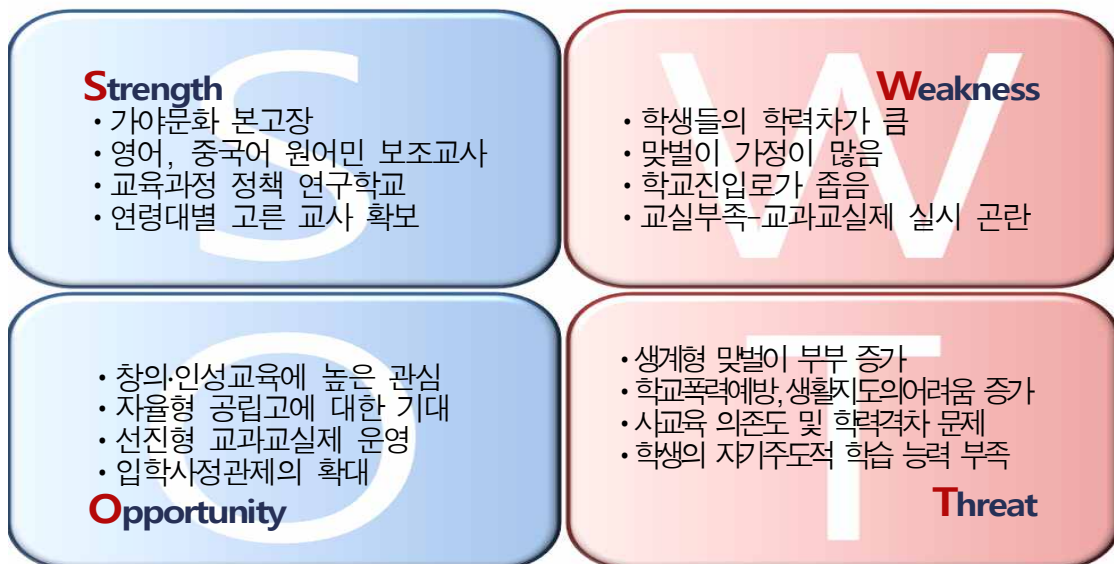 Strength
• 가야문화 본고장
• 영어, 중국어 원어민 보조교사
• 교육과정 정책 연구학교
• 연령대별 고른 교사 확보
S
Weakness
• 학생들의 학력차가 큼
• 맞벌이 가정이 많음
• 학교진입로가 좁음
• 교실부족-교과교실제 실시 곤란
W
• 창의·인성교육에 높은 관심
• 자율형 공립고에 대한 기대
• 선진형 교과교실제 운영
• 입학사정관제의 확대
Opportunity
O
• 생계형 맞벌이 부부 증가
• 학교폭력예방, 생활지도의어려움 증가
• 사교육 의존도 및 학력격차 문제
• 학생의 자기주도적 학습 능력 부족
Threat
T